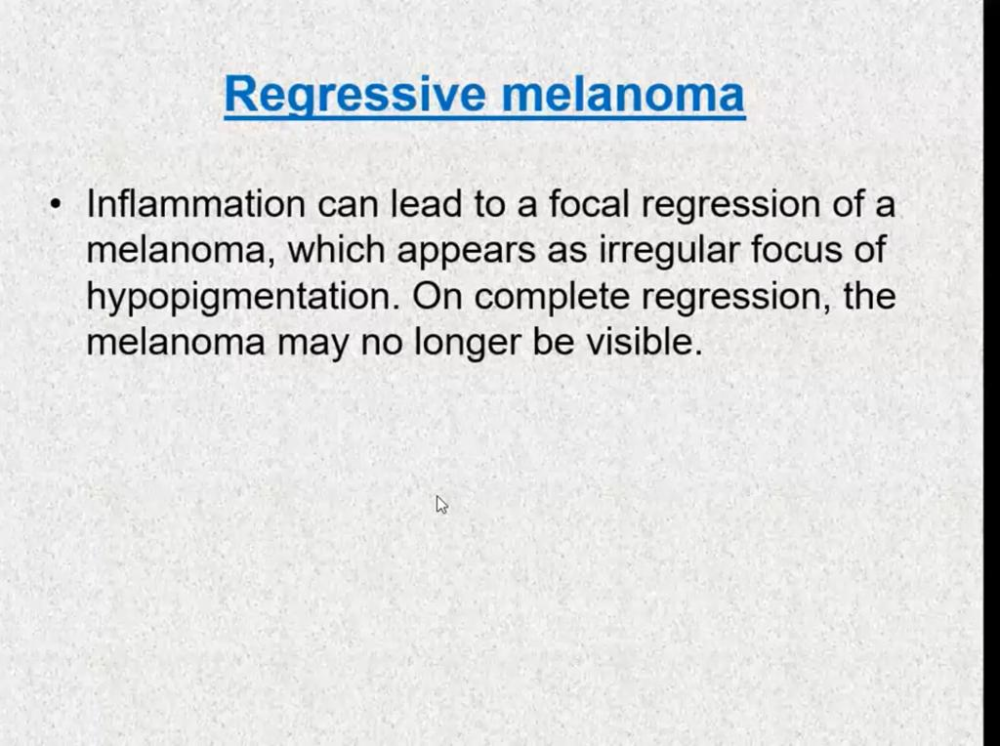 Regressive melanoma
• Inflammation can lead to a focal regression of a
melanoma, which appears as irregular focus of
hypopigmentation. On complete regression, the
melanoma may no longer be visible.